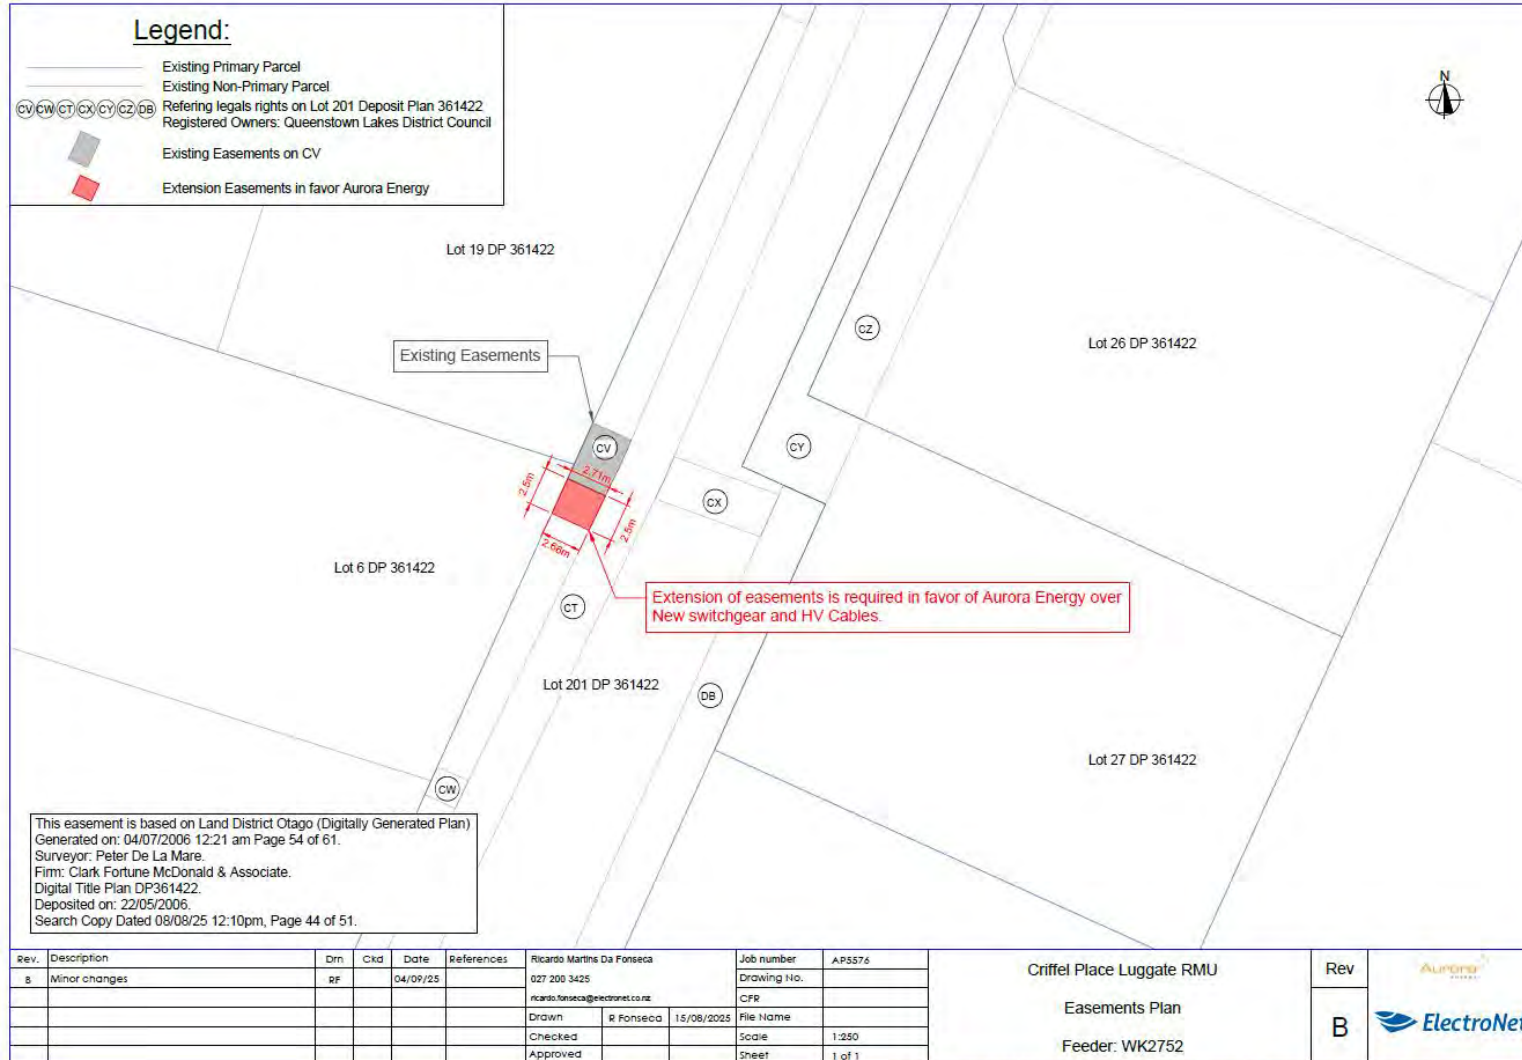 Legend:
Existing Primary Parcel
Existing Non-Primary Parcel
CV CW CT CX CY CZ DB
Refering legals rights on Lot 201 Deposit Plan 361422
Registered Owners: Queenstown Lakes District Council
Existing Easements on CV
Extension Easements in favor Aurora Energy
N
Lot 19 DP 361422
CZ
Lot 26 DP 361422
Existing Easements
CV
CY
2.71m
2.5m
CX
2.5m
2.68m
Lot 6 DP 361422
Extension of easements is required in favor of Aurora Energy over
New switchgear and HV Cables.
CT
Lot 201 DP 361422
DB
Lot 27 DP 361422
CW
This easement is based on Land District Otago (Digitally Generated Plan)
Generated on: 04/07/2006 12:21 am Page 54 of 61.
Surveyor: Peter De La Mare.
Firm: Clark Fortune McDonald & Associate.
Digital Title Plan DP361422.
Deposited on: 22/05/2006.
Search Copy Dated 08/08/25 12:10pm, Page 44 of 51.
Rev. Description Drn Ckd Date References
B Minor changes RF 04/09/25
Ricardo Martins Da Fonseca
027 200 3425
ricardo.fonseca@electronet.co.nz
Drawn R Fonseca 15/08/2025
Checked
Approved
Job number AP5576
Drawing No.
CFR
File Name
Scale 1:250
Sheet 1 of 1
Criffel Place Luggate RMU
Easements Plan
Feeder: WK2752
Rev
B
Aurora
ENERGY
ElectroNet